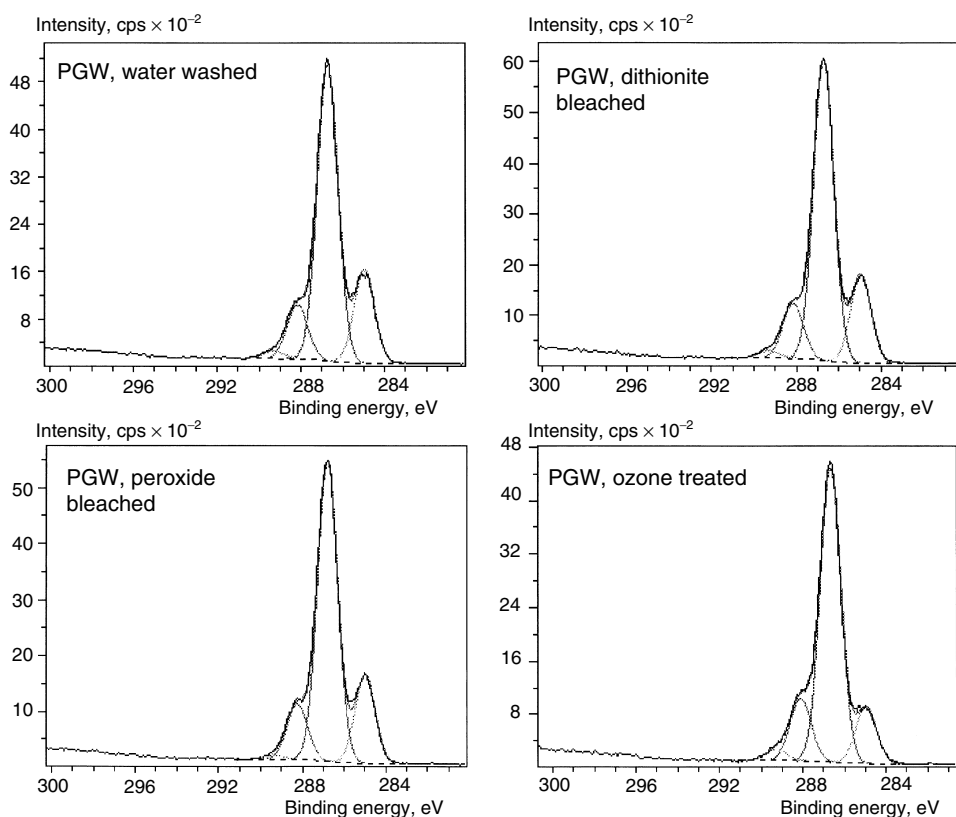 Intensity, cps × 10⁻²
PGW, water washed
48
40
32
24
16
8
300 296 292 288 284
Binding energy, eV
Intensity, cps × 10⁻²
PGW, dithionite
bleached
60
50
40
30
20
10
300 296 292 288 284
Binding energy, eV
Intensity, cps × 10⁻²
PGW, peroxide
bleached
50
40
30
20
10
300 296 292 288 284
Binding energy, eV
Intensity, cps × 10⁻²
PGW, ozone treated
48
40
32
24
16
8
300 296 292 288 284
Binding energy, eV